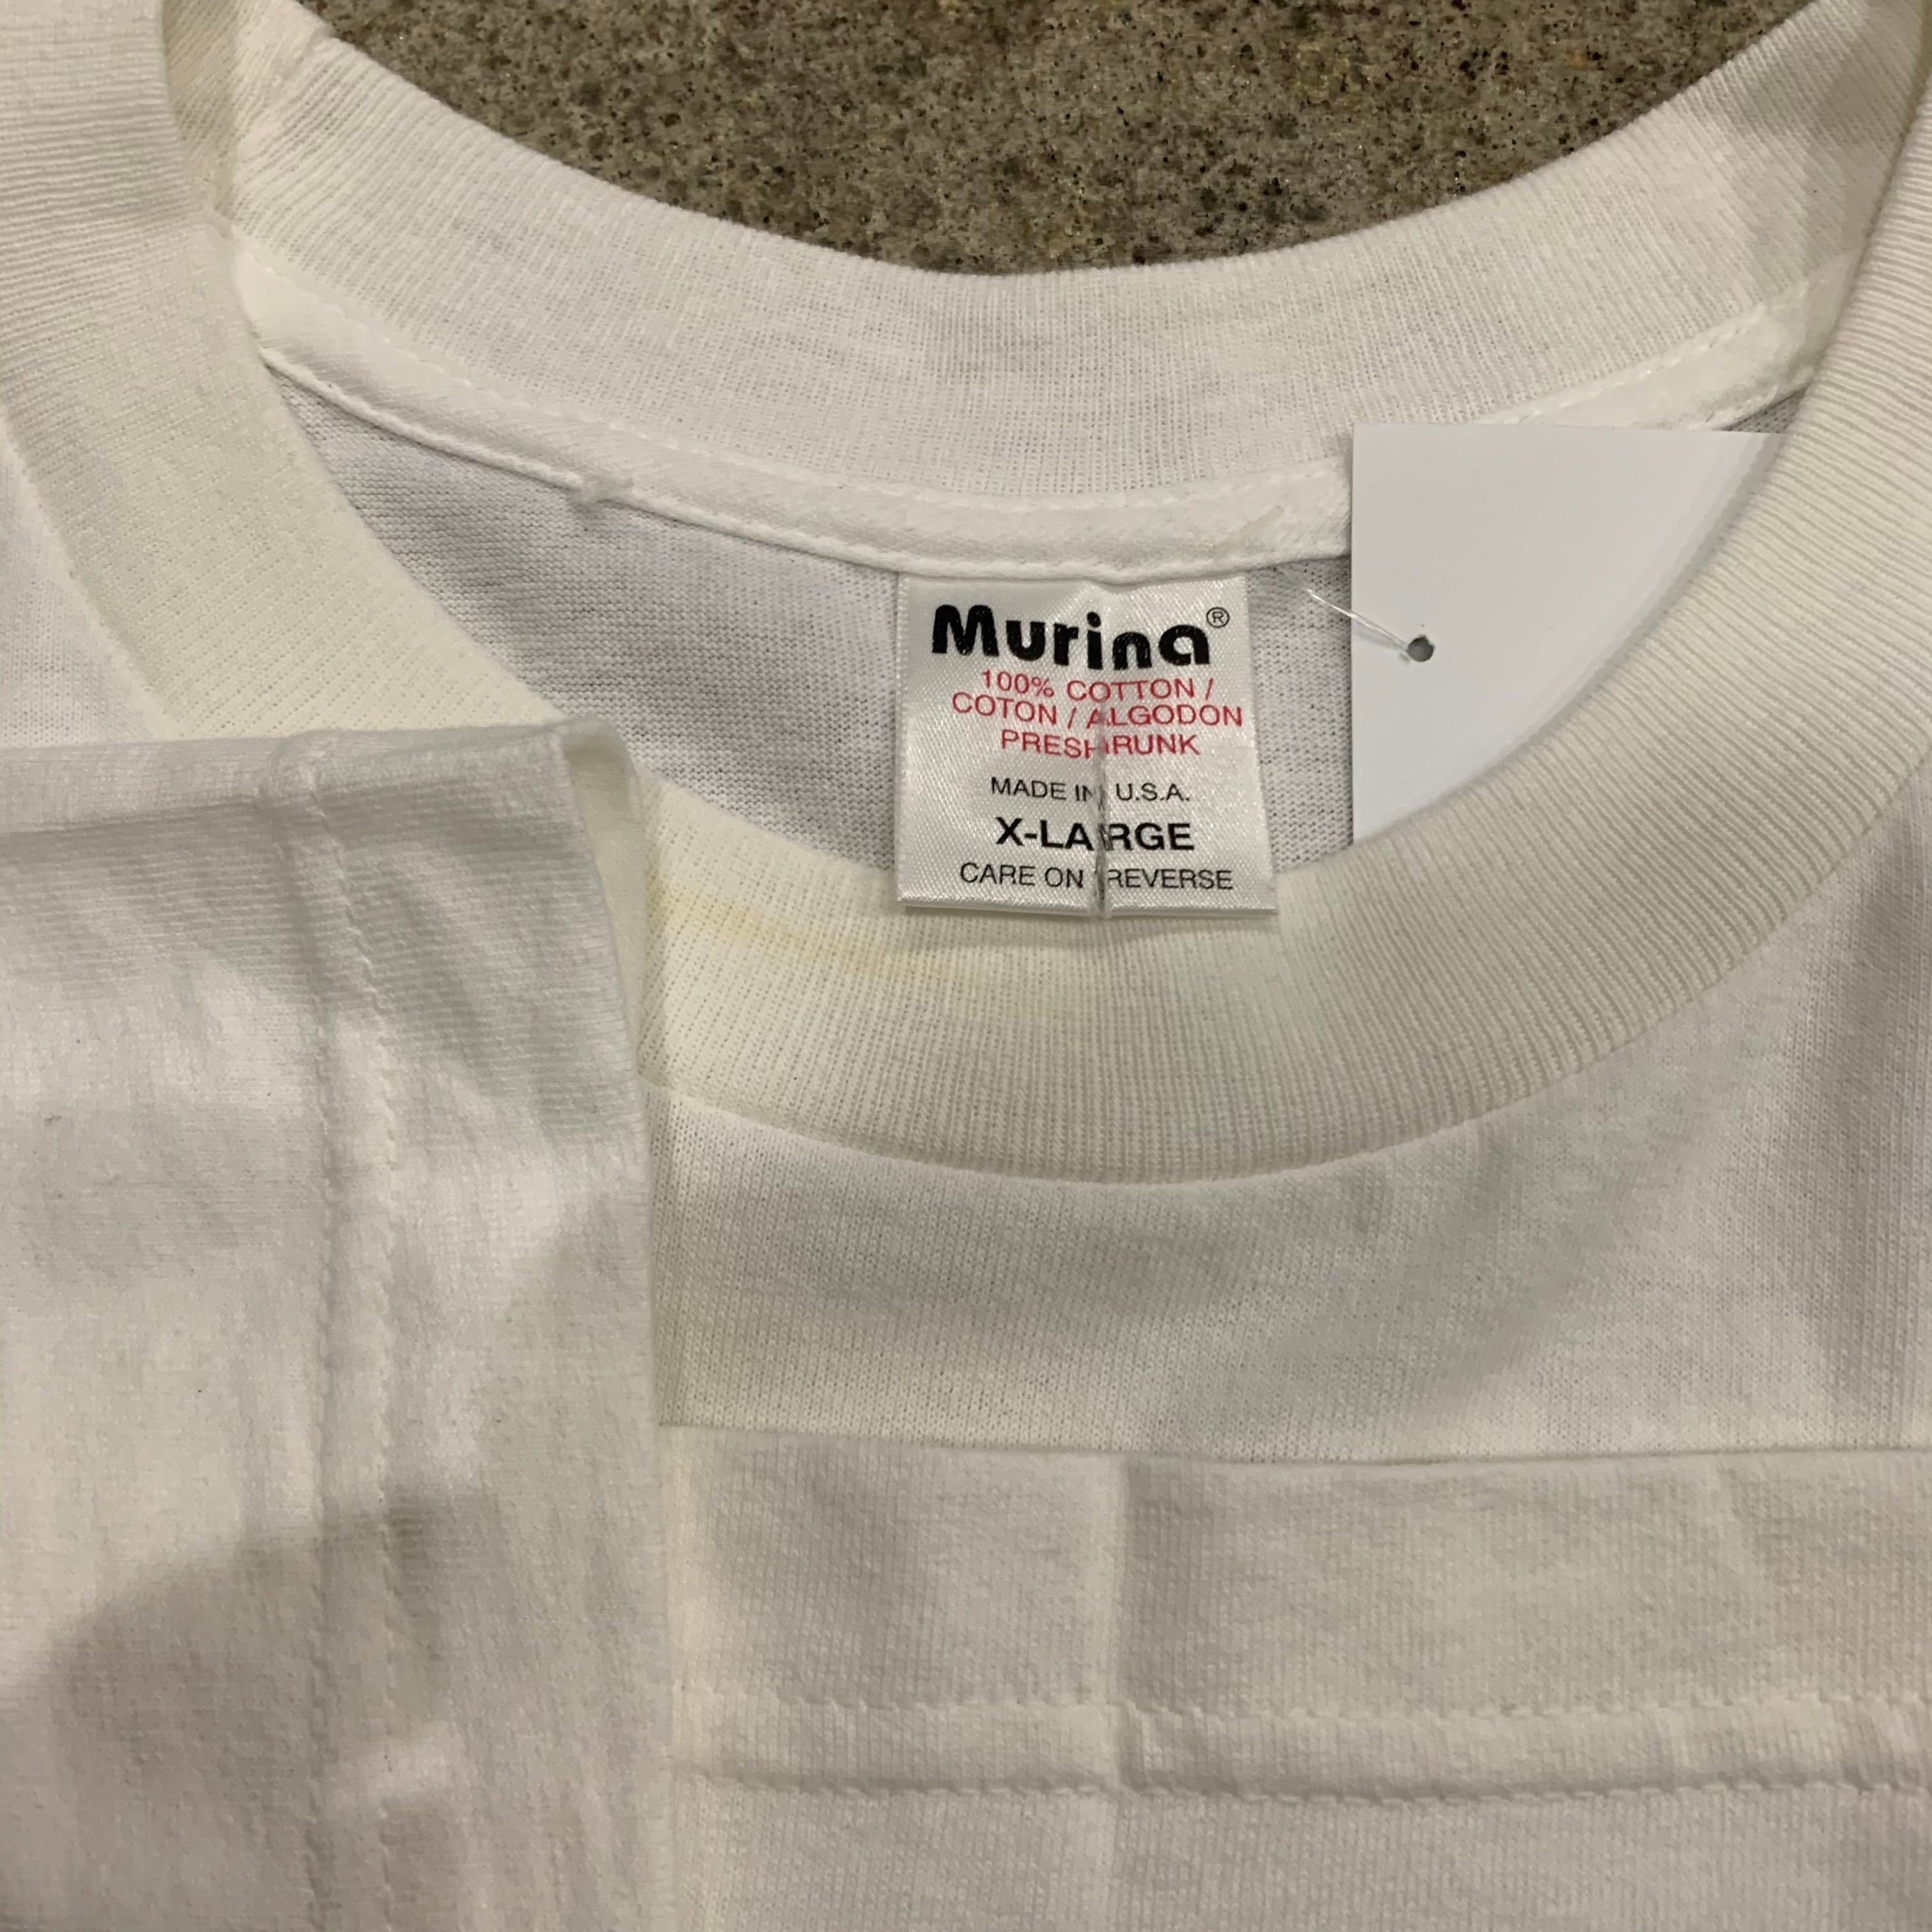 Murina®
100% COTTON /
COTON / ALGODON
PRESHRUNK
MADE IN U.S.A.
X-LARGE
CARE ON REVERSE